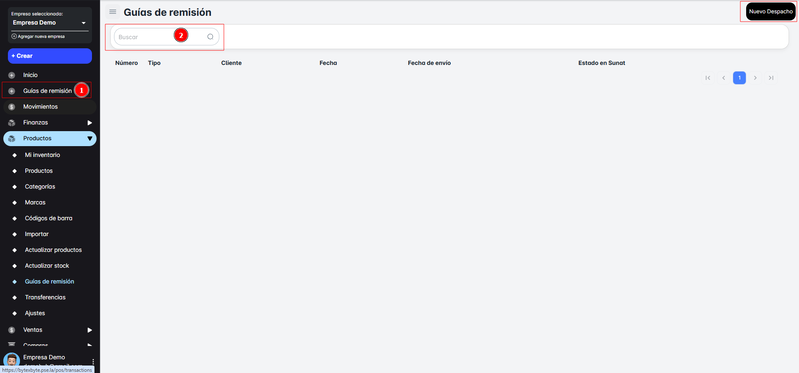 Empresa seleccionado:
Empresa Demo
Agregar nueva empresa
+ Crear
Inicio
Guías de remisión
1
Movimientos
Finanzas
Productos
Mi inventario
Productos
Categorías
Marcas
Códigos de barra
Importar
Actualizar productos
Actualizar stock
Guías de remisión
Transferencias
Ajustes
Ventas
Compras
Empresa Demo
https://bytexbyte.pse.la/pos/transactions
Guías de remisión
Nuevo Despacho
Buscar
2
Número Tipo Cliente Fecha Fecha de envío Estado en Sunat
1